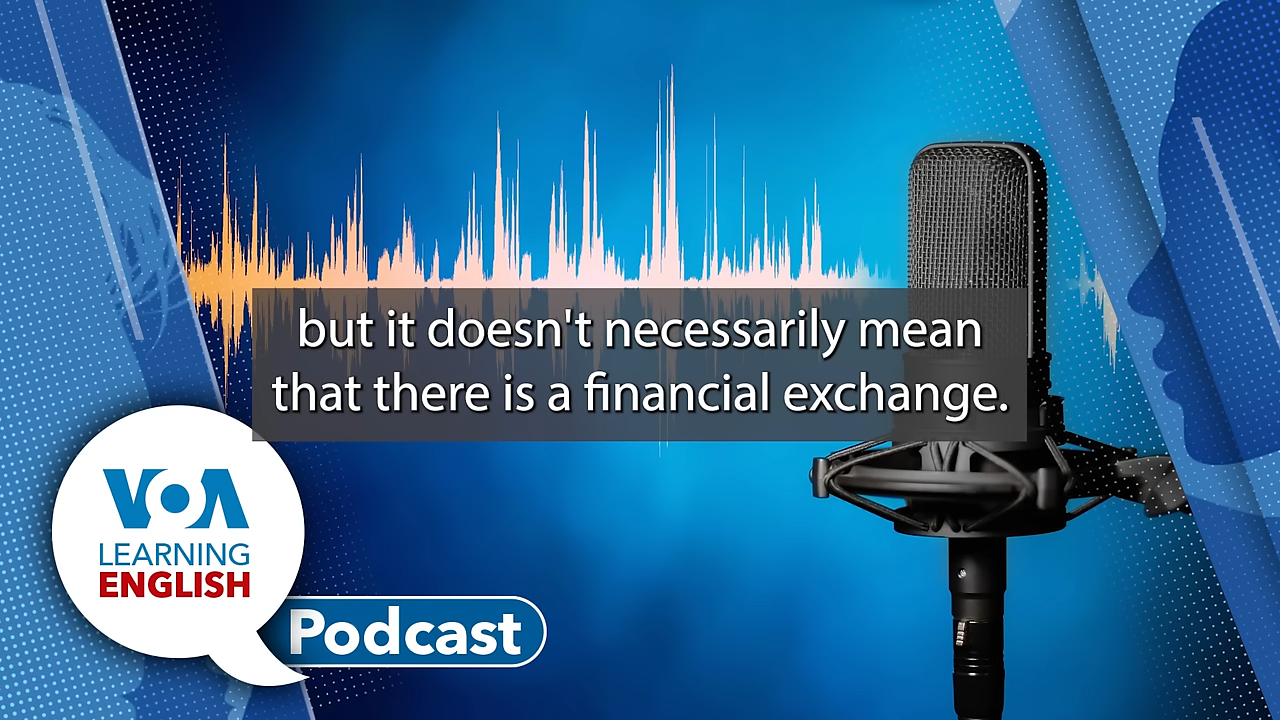 but it doesn't necessarily mean
that there is a financial exchange.
VOA
LEARNING
ENGLISH
Podcast